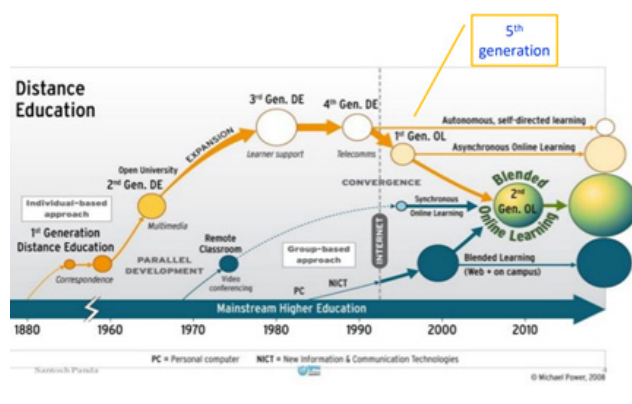 5th
generation
Distance
Education
3rd Gen. DE
4th Gen. DE
EXPANSION
Learner support
Telecomms
1st Gen. OL
Autonomous, self-directed learning
Asynchronous Online Learning
Open University
2nd Gen. DE
Multimedia
CONVERGENCE
Individual-based
approach
1st Generation
Distance Education
Correspondence
PARALLEL
DEVELOPMENT
Remote
Classroom
Video
conferencing
Group-based
approach
INTERNET
Synchronous
Online Learning
Blended
2nd
Gen. OL
Online Learning
Blended Learning
(Web + on campus)
PC
NICT
Mainstream Higher Education
1880
1960
1970
1980
1990
2000
2010
PC = Personal computer
NICT = New Information & Communication Technologies
Santosh Panda
© Michael Power, 2008